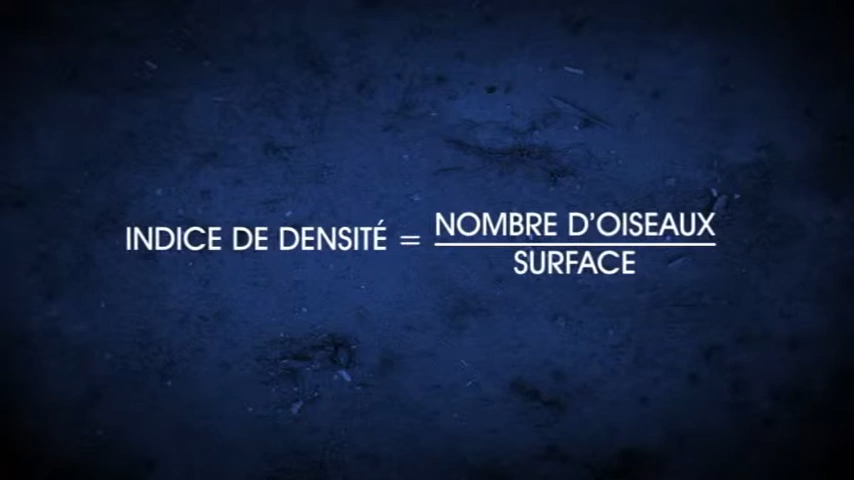 INDICE DE DENSITÉ = NOMBRE D'OISEAUX
SURFACE